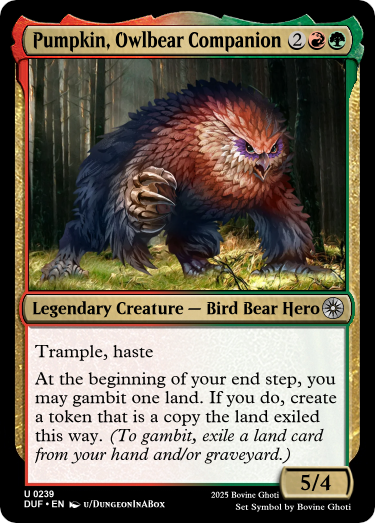 Pumpkin, Owlbear Companion 2
Legendary Creature — Bird Bear Hero
Trample, haste
At the beginning of your end step, you
may gambit one land. If you do, create
a token that is a copy the land exiled
this way. (To gambit, exile a land card
from your hand and/or graveyard.)
5/4
U 0239
DUF • EN u/DungeonInABox
2025 Bovine Ghoti
Set Symbol by Bovine Ghoti